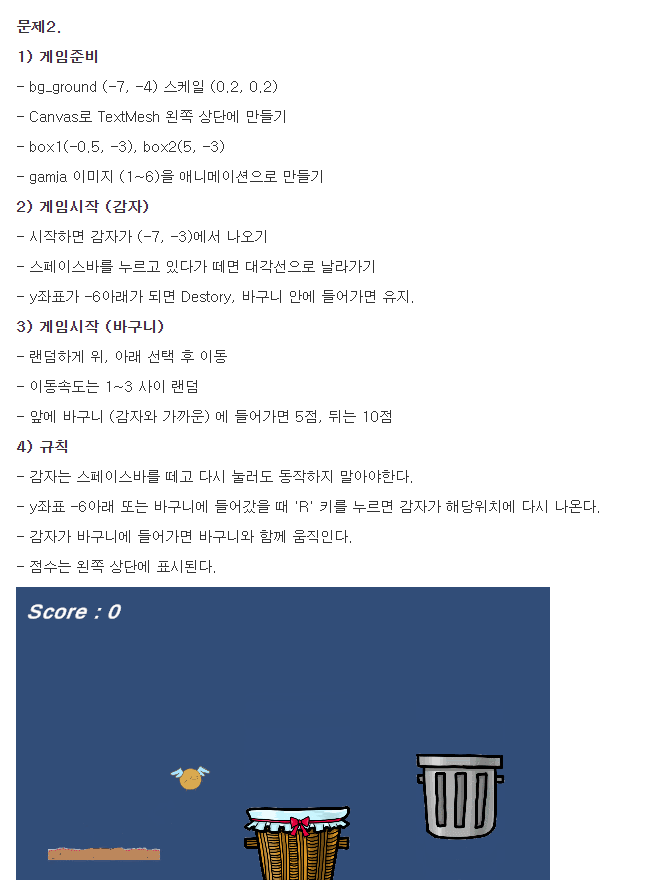 문제2.
1) 게임준비
- bg_ground (-7, -4) 스케일 (0.2, 0.2)
- Canvas로 TextMesh 왼쪽 상단에 만들기
- box1(-0.5, -3), box2(5, -3)
- gamja 이미지 (1~6)을 애니메이션으로 만들기
2) 게임시작 (감자)
- 시작하면 감자가 (-7, -3)에서 나오기
- 스페이스바를 누르고 있다가 떼면 대각선으로 날라가기
- y좌표가 -6아래가 되면 Destory, 바구니 안에 들어가면 유지.
3) 게임시작 (바구니)
- 랜덤하게 위, 아래 선택 후 이동
- 이동속도는 1~3 사이 랜덤
- 앞에 바구니 (감자와 가까운) 에 들어가면 5점, 뒤는 10점
4) 규칙
- 감자는 스페이스바를 떼고 다시 눌러도 동작하지 말아야한다.
- y좌표 -6아래 또는 바구니에 들어갔을 때 'R' 키를 누르면 감자가 해당위치에 다시 나온다.
- 감자가 바구니에 들어가면 바구니와 함께 움직인다.
- 점수는 왼쪽 상단에 표시된다.
Score : 0